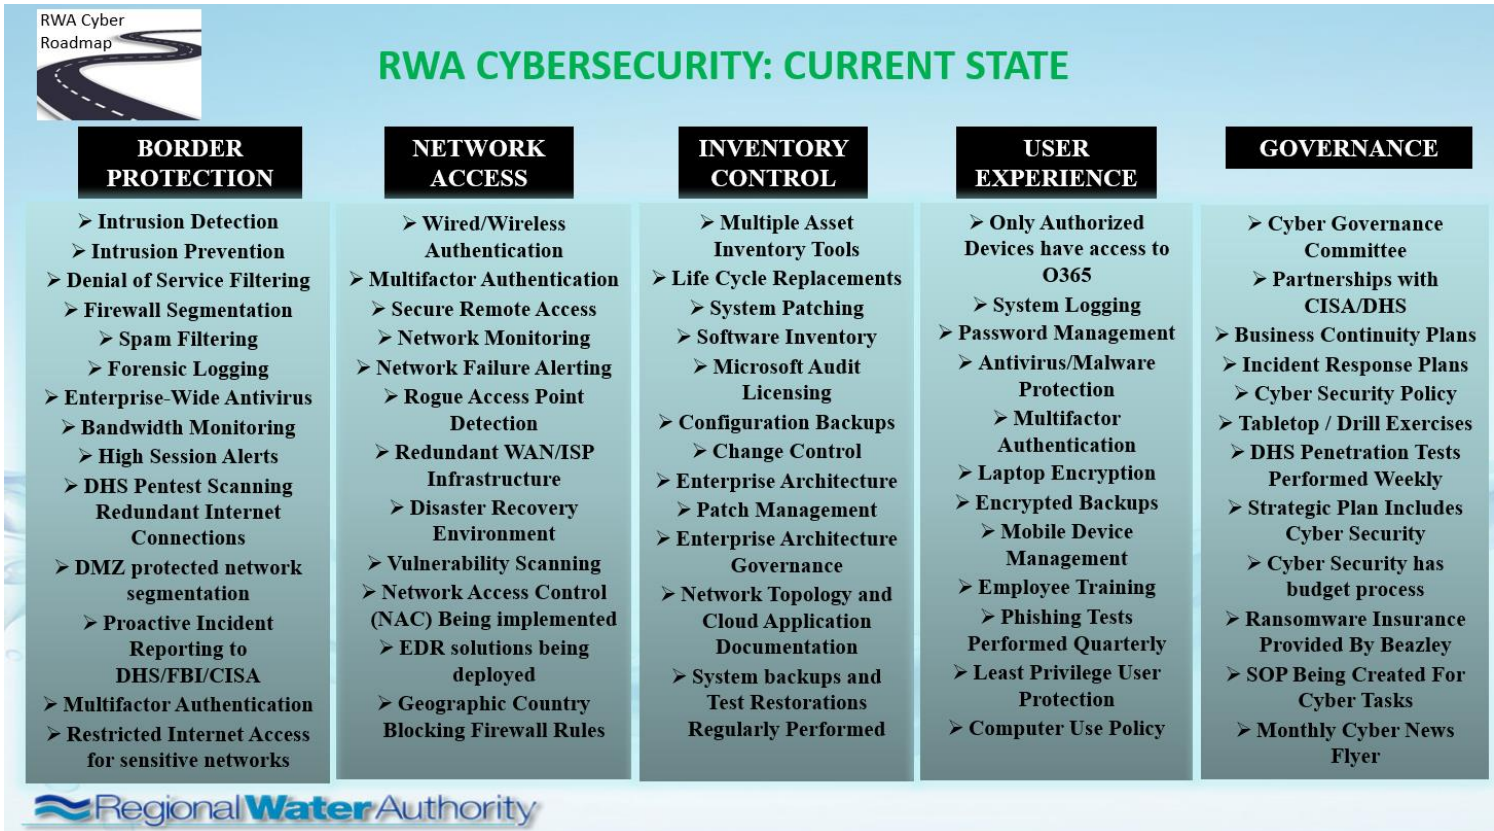 RWA Cyber
Roadmap
RWA CYBERSECURITY: CURRENT STATE
BORDER
PROTECTION
➢ Intrusion Detection
➢ Intrusion Prevention
➢ Denial of Service Filtering
➢ Firewall Segmentation
➢ Spam Filtering
➢ Forensic Logging
➢ Enterprise-Wide Antivirus
➢ Bandwidth Monitoring
➢ High Session Alerts
➢ DHS Pentest Scanning
Redundant Internet
Connections
➢ DMZ protected network
segmentation
➢ Proactive Incident
Reporting to
DHS/FBI/CISA
➢ Multifactor Authentication
➢ Restricted Internet Access
for sensitive networks
NETWORK
ACCESS
➢ Wired/Wireless
Authentication
➢ Multifactor Authentication
➢ Secure Remote Access
➢ Network Monitoring
➢ Network Failure Alerting
➢ Rogue Access Point
Detection
➢ Redundant WAN/ISP
Infrastructure
➢ Disaster Recovery
Environment
➢ Vulnerability Scanning
➢ Network Access Control
(NAC) Being implemented
➢ EDR solutions being
deployed
➢ Geographic Country
Blocking Firewall Rules
INVENTORY
CONTROL
➢ Multiple Asset
Inventory Tools
➢ Life Cycle Replacements
➢ System Patching
➢ Software Inventory
➢ Microsoft Audit
Licensing
➢ Configuration Backups
➢ Change Control
➢ Enterprise Architecture
➢ Patch Management
➢ Enterprise Architecture
Governance
➢ Network Topology and
Cloud Application
Documentation
➢ System backups and
Test Restorations
Regularly Performed
USER
EXPERIENCE
➢ Only Authorized
Devices have access to
O365
➢ System Logging
➢ Password Management
➢ Antivirus/Malware
Protection
➢ Multifactor
Authentication
➢ Laptop Encryption
➢ Encrypted Backups
➢ Mobile Device
Management
➢ Employee Training
➢ Phishing Tests
Performed Quarterly
➢ Least Privilege User
Protection
➢ Computer Use Policy
GOVERNANCE
➢ Cyber Governance
Committee
➢ Partnerships with
CISA/DHS
➢ Business Continuity Plans
➢ Incident Response Plans
➢ Cyber Security Policy
➢ Tabletop / Drill Exercises
➢ DHS Penetration Tests
Performed Weekly
➢ Strategic Plan Includes
Cyber Security
➢ Cyber Security has
budget process
➢ Ransomware Insurance
Provided By Beazley
➢ SOP Being Created For
Cyber Tasks
➢ Monthly Cyber News
Flyer
Regional Water Authority